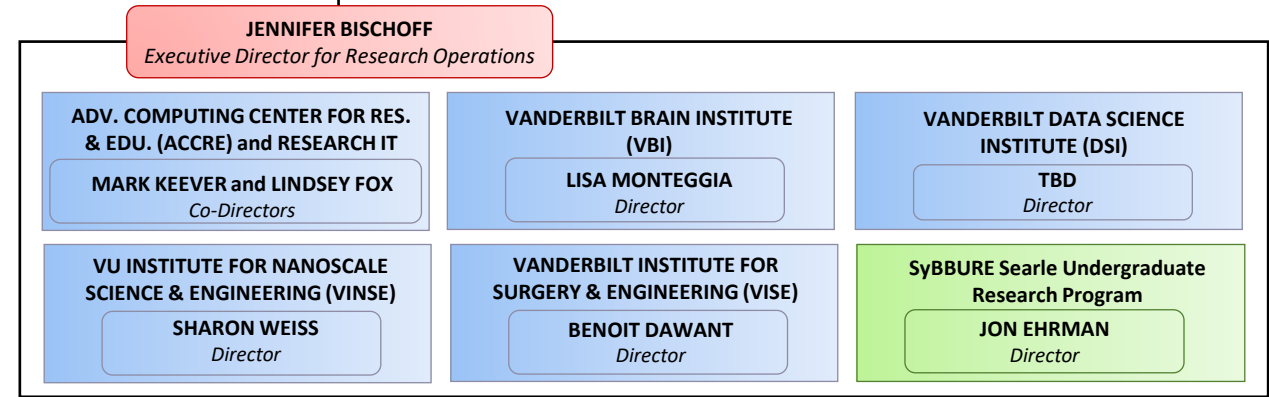 JENNIFER BISCHOFF
Executive Director for Research Operations
ADV. COMPUTING CENTER FOR RES.
& EDU. (ACCRE) and RESEARCH IT
MARK KEEVER and LINDSEY FOX
Co-Directors
VANDERBILT BRAIN INSTITUTE
(VBI)
LISA MONTEGGIA
Director
VANDERBILT DATA SCIENCE
INSTITUTE (DSI)
TBD
Director
VU INSTITUTE FOR NANOSCALE
SCIENCE & ENGINEERING (VINSE)
SHARON WEISS
Director
VANDERBILT INSTITUTE FOR
SURGERY & ENGINEERING (VISE)
BENOIT DAWANT
Director
SyBBURE Searle Undergraduate
Research Program
JON EHRMAN
Director